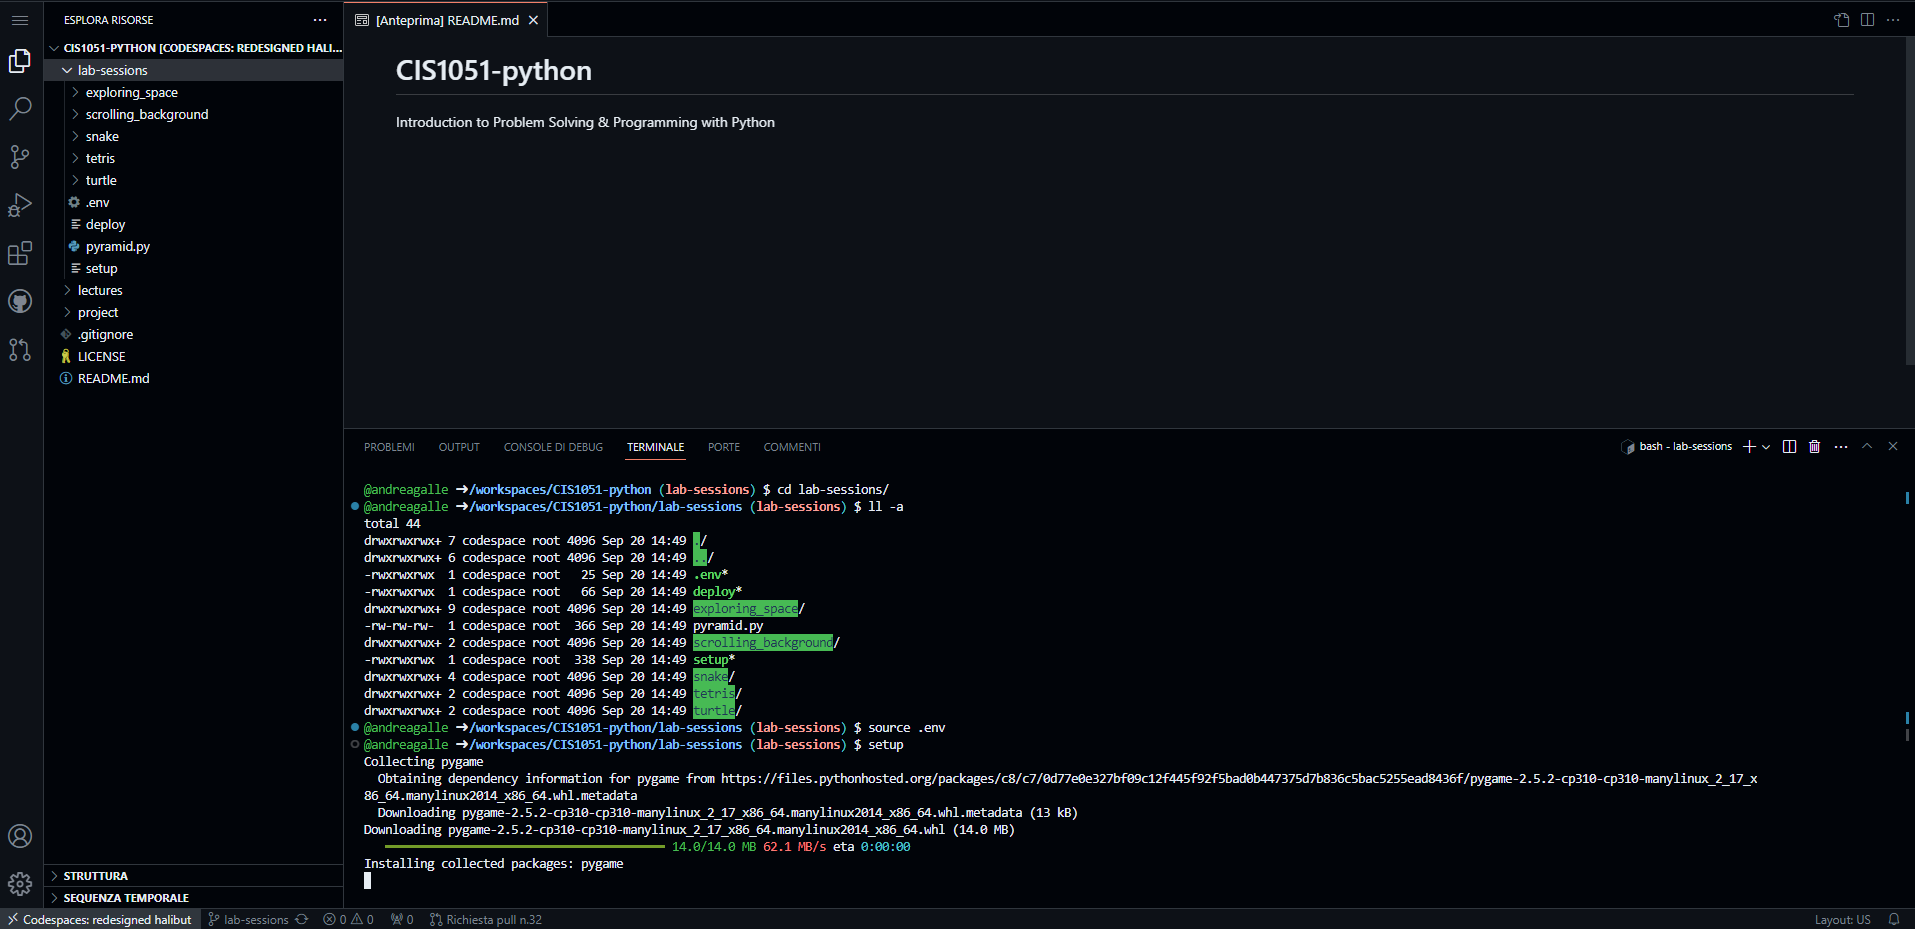 ESPLORA RISORSE
CIS1051-PYTHON [CODESPACES: REDESIGNED HALI...
lab-sessions
exploring_space
scrolling_background
snake
tetris
turtle
.env
deploy
pyramid.py
setup
lectures
project
.gitignore
LICENSE
README.md
STRUTTURA
SEQUENZA TEMPORALE
[Anteprima] README.md
CIS1051-python
Introduction to Problem Solving & Programming with Python
PROBLEMI OUTPUT CONSOLE DI DEBUG TERMINALE PORTE COMMENTI
bash - lab-sessions
@andreagalle ➜/workspaces/CIS1051-python (lab-sessions) $ cd lab-sessions/
@andreagalle ➜/workspaces/CIS1051-python/lab-sessions (lab-sessions) $ ll -a
total 44
drwxrwxrwx+ 7 codespace root 4096 Sep 20 14:49 ./
drwxrwxrwx+ 6 codespace root 4096 Sep 20 14:49 ../
-rwxrwxrwx  1 codespace root   25 Sep 20 14:49 .env*
-rwxrwxrwx  1 codespace root   66 Sep 20 14:49 deploy*
drwxrwxrwx+ 9 codespace root 4096 Sep 20 14:49 exploring_space/
-rw-rw-rw-  1 codespace root  366 Sep 20 14:49 pyramid.py
drwxrwxrwx+ 2 codespace root 4096 Sep 20 14:49 scrolling_background/
-rwxrwxrwx  1 codespace root  338 Sep 20 14:49 setup*
drwxrwxrwx+ 4 codespace root 4096 Sep 20 14:49 snake/
drwxrwxrwx+ 2 codespace root 4096 Sep 20 14:49 tetris/
drwxrwxrwx+ 2 codespace root 4096 Sep 20 14:49 turtle/
@andreagalle ➜/workspaces/CIS1051-python/lab-sessions (lab-sessions) $ source .env
@andreagalle ➜/workspaces/CIS1051-python/lab-sessions (lab-sessions) $ setup
Collecting pygame
  Obtaining dependency information for pygame from https://files.pythonhosted.org/packages/c8/c7/0d77e0e327bf09c12f445f92f5bad0b447375d7b836c5bac5255ead8436f/pygame-2.5.2-cp310-cp310-manylinux_2_17_x
86_64.manylinux2014_x86_64.whl.metadata
  Downloading pygame-2.5.2-cp310-cp310-manylinux_2_17_x86_64.manylinux2014_x86_64.whl.metadata (13 kB)
Downloading pygame-2.5.2-cp310-cp310-manylinux_2_17_x86_64.manylinux2014_x86_64.whl (14.0 MB)
14.0/14.0 MB 62.1 MB/s eta 0:00:00
Installing collected packages: pygame
Codespaces: redesigned halibut lab-sessions 0 0 0 Richiesta pull n.32 Layout: US